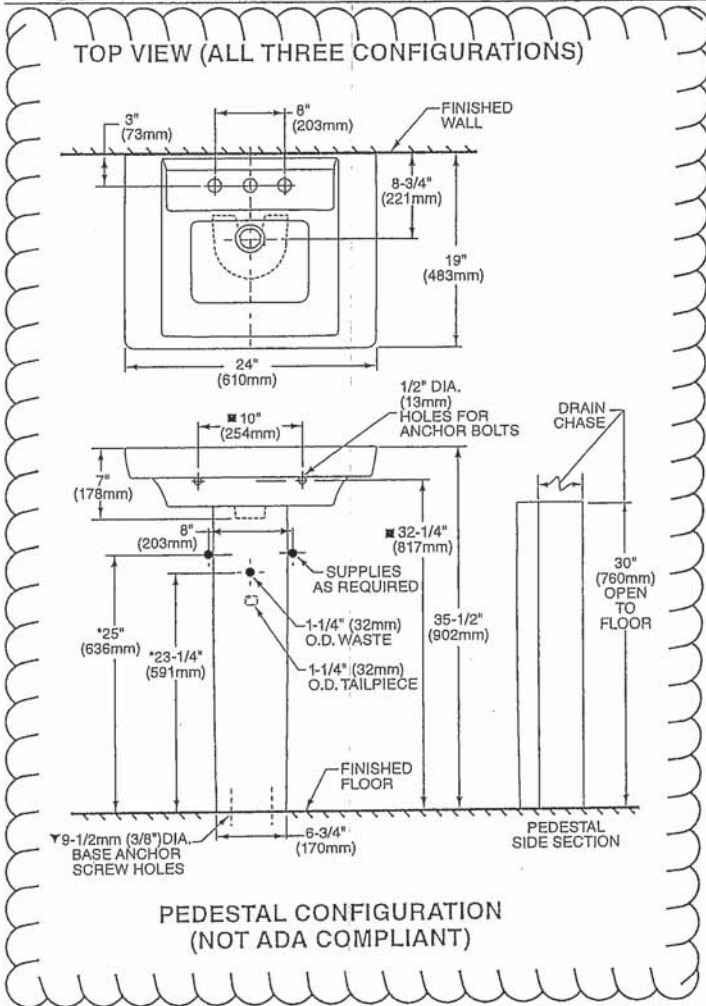 TOP VIEW (ALL THREE CONFIGURATIONS)
3"
(73mm)
8"
(203mm)
FINISHED
WALL
8-3/4"
(221mm)
19"
(483mm)
24"
(610mm)
1/2" DIA.
(13mm)
HOLES FOR
ANCHOR BOLTS
DRAIN
CHASE
10"
(254mm)
7"
(178mm)
8"
(203mm)
32-1/4"
(817mm)
SUPPLIES
AS REQUIRED
30"
(760mm)
OPEN
TO
FLOOR
35-1/2"
(902mm)
*25"
(636mm)
*23-1/4"
(591mm)
1-1/4" (32mm)
O.D. WASTE
1-1/4" (32mm)
O.D. TAILPIECE
FINISHED
FLOOR
9-1/2mm (3/8") DIA.
BASE ANCHOR
SCREW HOLES
6-3/4"
(170mm)
PEDESTAL
SIDE SECTION
PEDESTAL CONFIGURATION
(NOT ADA COMPLIANT)